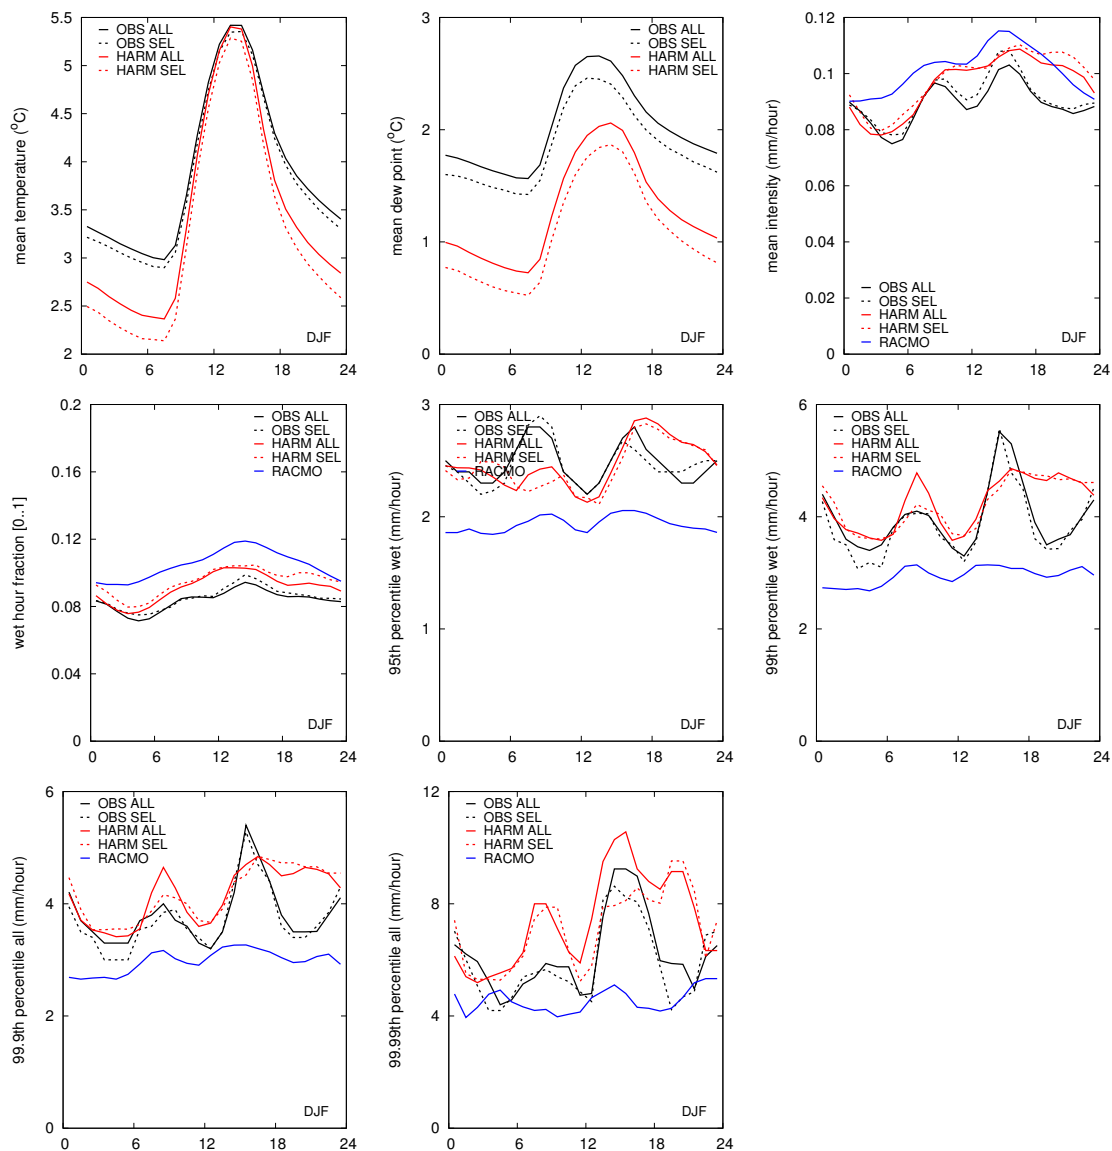 5.5
5
4.5
4
3.5
3
2.5
2
0
6
12
18
24
mean temperature (°C)
OBS ALL
OBS SEL
HARM ALL
HARM SEL
DJF
3
2
1
0
0
6
12
18
24
mean dew point (°C)
OBS ALL
OBS SEL
HARM ALL
HARM SEL
DJF
0.12
0.1
0.08
0.06
0.04
0.02
0
0
6
12
18
24
mean intensity (mm/hour)
OBS ALL
OBS SEL
HARM ALL
HARM SEL
RACMO
DJF
0.2
0.16
0.12
0.08
0.04
0
0
6
12
18
24
wet hour fraction [0..1]
OBS ALL
OBS SEL
HARM ALL
HARM SEL
RACMO
DJF
3
2
1
0
0
6
12
18
24
95th percentile wet (mm/hour)
OBS ALL
OBS SEL
HARM ALL
HARM SEL
RACMO
DJF
6
4
2
0
0
6
12
18
24
99th percentile wet (mm/hour)
OBS ALL
OBS SEL
HARM ALL
HARM SEL
RACMO
DJF
6
4
2
0
0
6
12
18
24
99.9th percentile all (mm/hour)
OBS ALL
OBS SEL
HARM ALL
HARM SEL
RACMO
DJF
12
8
4
0
0
6
12
18
24
99.99th percentile all (mm/hour)
OBS ALL
OBS SEL
HARM ALL
HARM SEL
RACMO
DJF